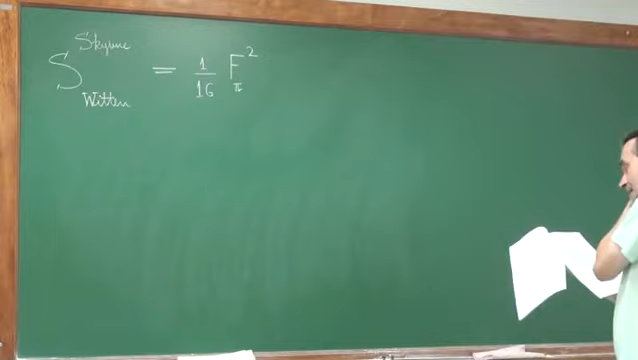 S Skyrme Witten = 1/16 F_π^2